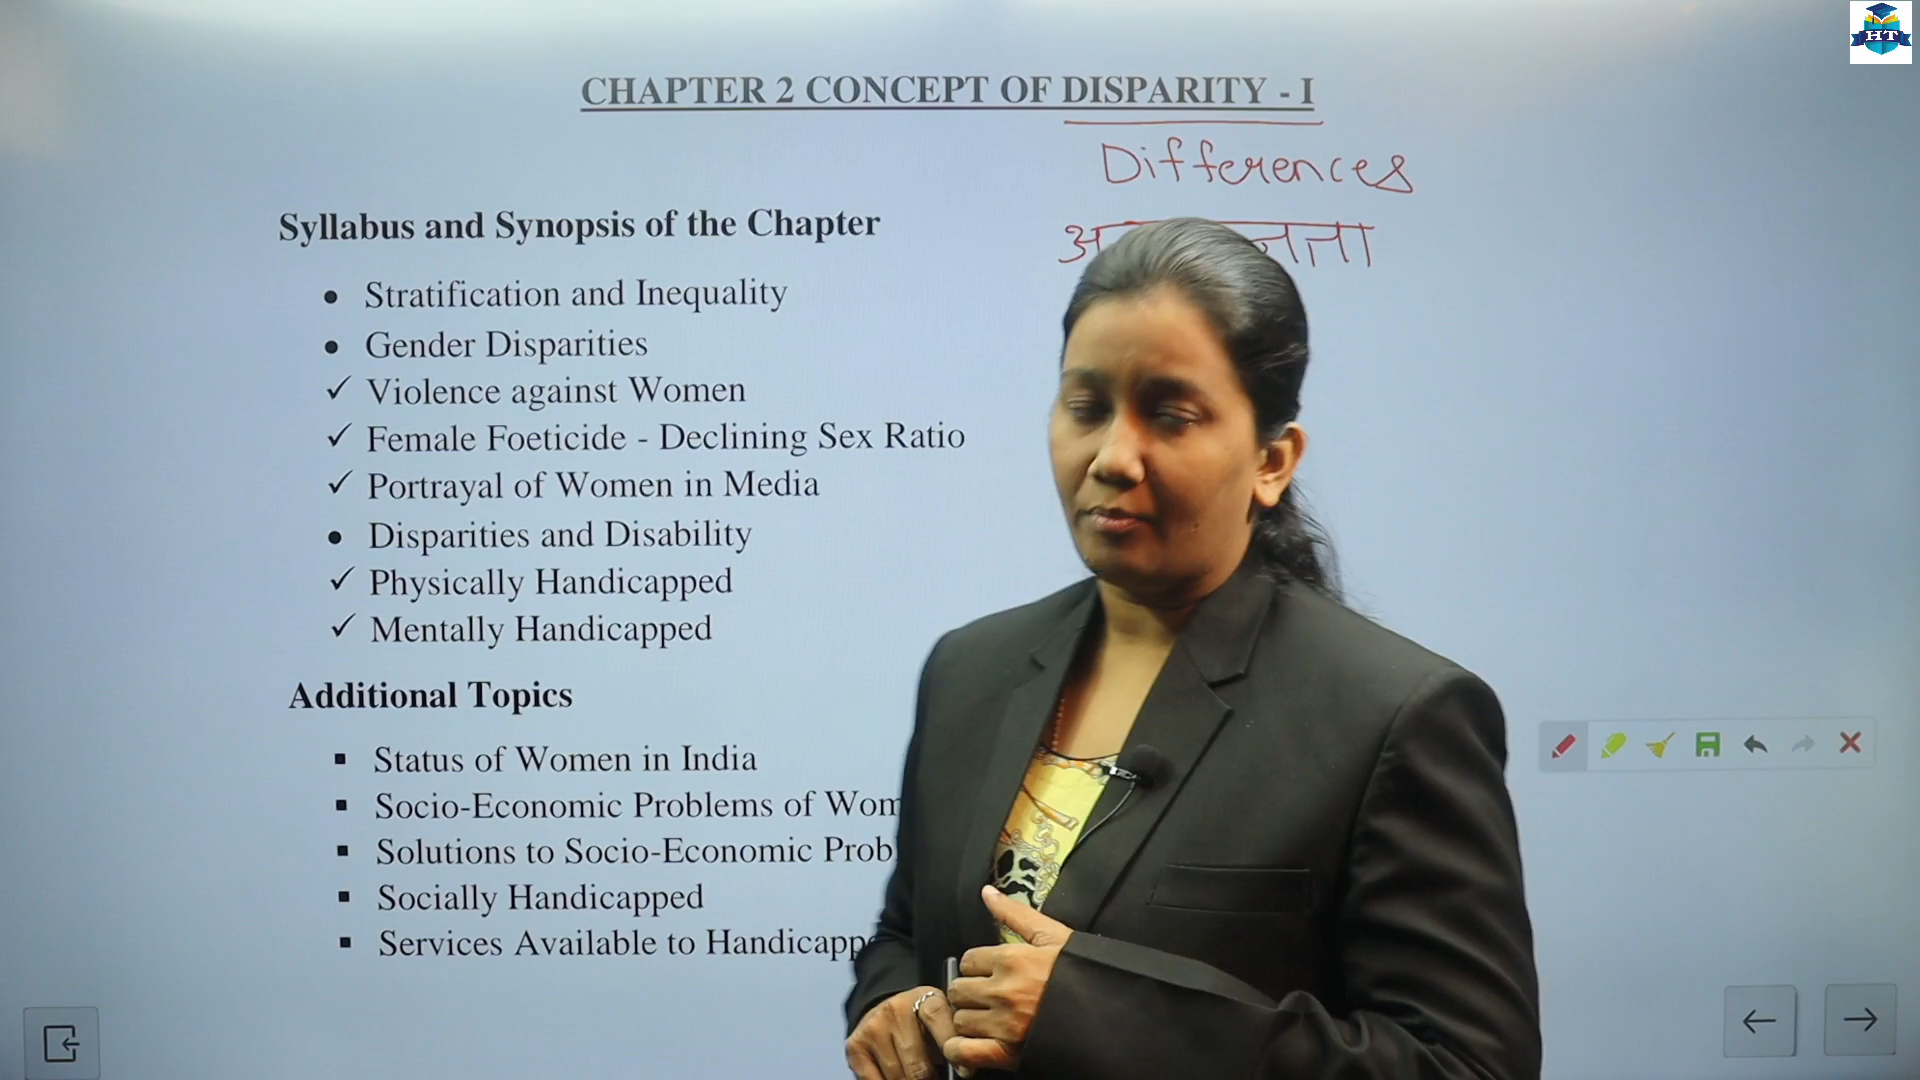 HT
CHAPTER 2 CONCEPT OF DISPARITY - I
Differences
Syllabus and Synopsis of the Chapter
• Stratification and Inequality
• Gender Disparities
✓ Violence against Women
✓ Female Foeticide - Declining Sex Ratio
✓ Portrayal of Women in Media
• Disparities and Disability
✓ Physically Handicapped
✓ Mentally Handicapped
Additional Topics
▪ Status of Women in India
▪ Socio-Economic Problems of
▪ Solutions to Socio-Economic
▪ Socially Handicapped
▪ Services Available to